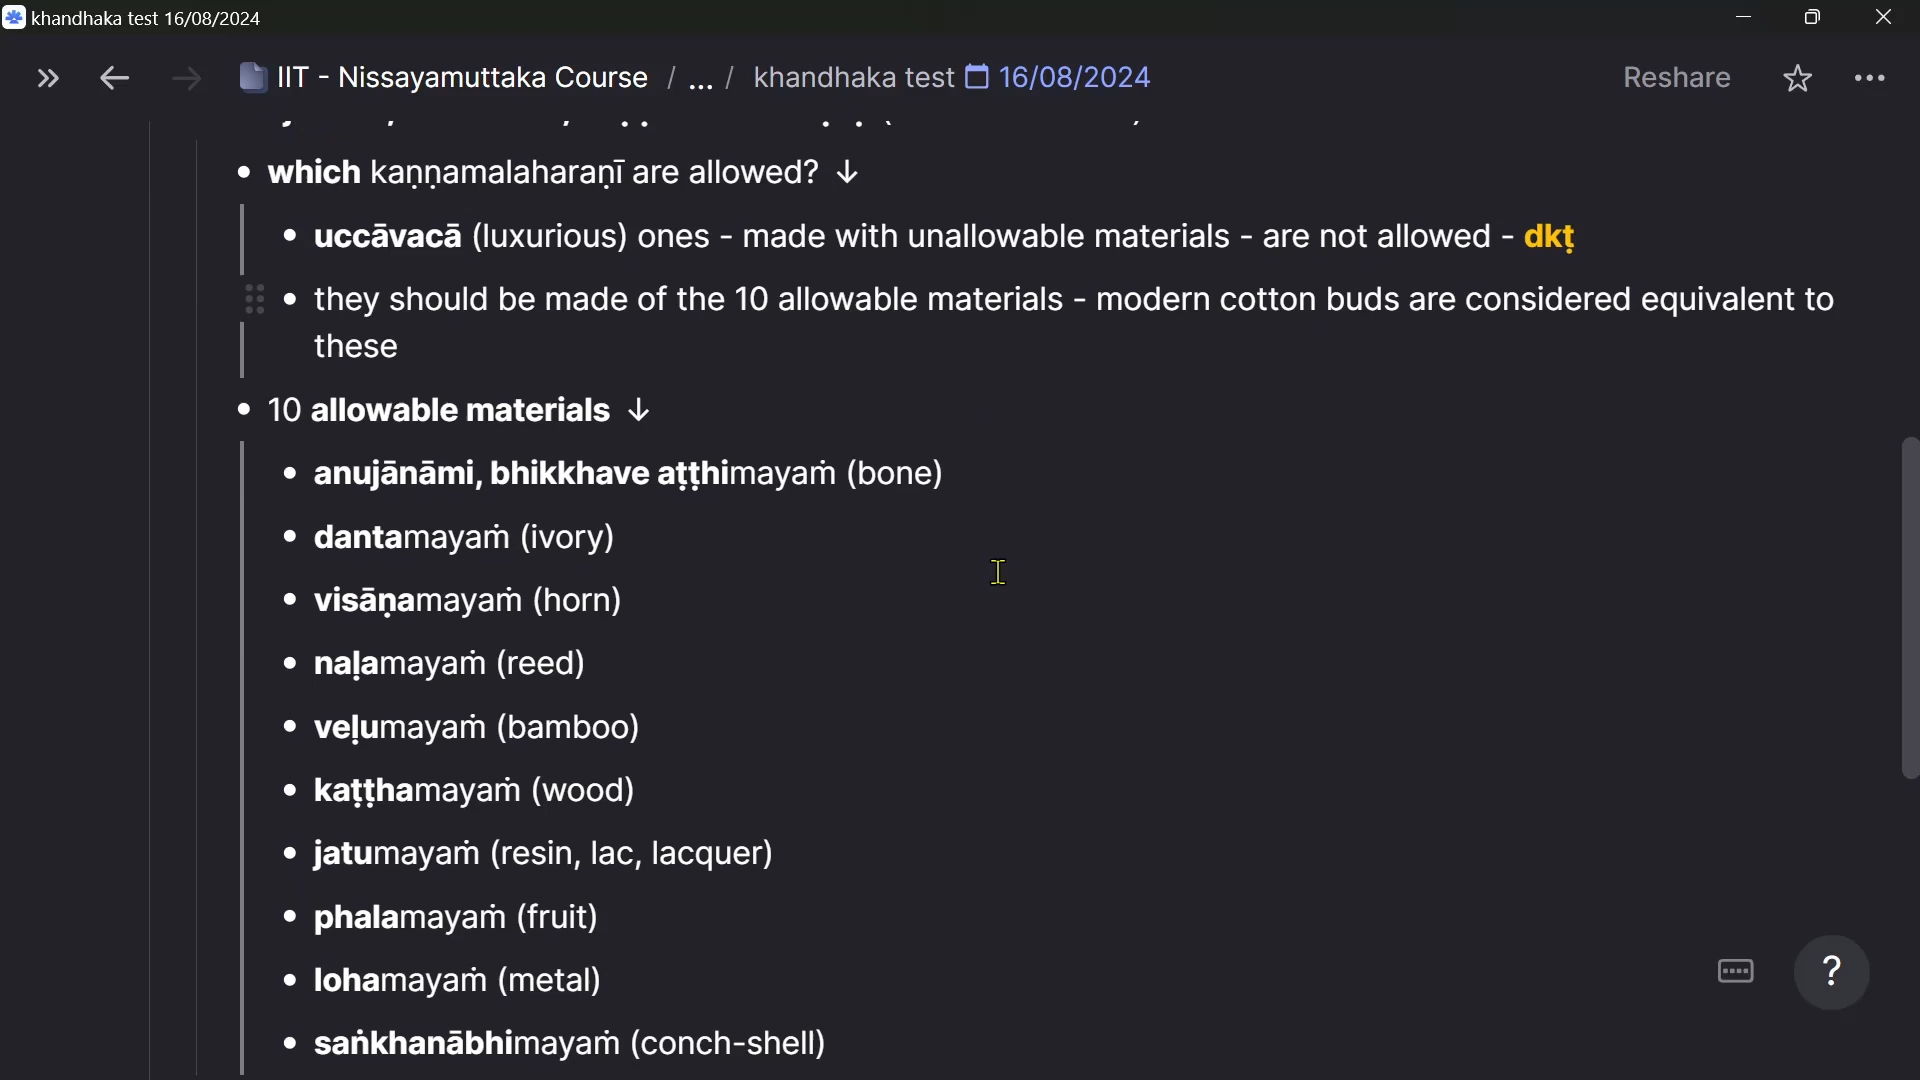 khandhaka test 16/08/2024
IIT - Nissayamuttaka Course / ... / khandhaka test 16/08/2024
Reshare
which kaṇṇamalaharaṇī are allowed? ↓
uccāvacā (luxurious) ones - made with unallowable materials - are not allowed - dkṭ
they should be made of the 10 allowable materials - modern cotton buds are considered equivalent to
these
10 allowable materials ↓
anujānāmi, bhikkhave aṭṭhimayaṁ (bone)
dantamayaṁ (ivory)
visāṇamayaṁ (horn)
naḷamayaṁ (reed)
veḷumayaṁ (bamboo)
kaṭṭhamayaṁ (wood)
jatumayaṁ (resin, lac, lacquer)
phalamayaṁ (fruit)
lohamayaṁ (metal)
saṅkhanābhimayaṁ (conch-shell)
?